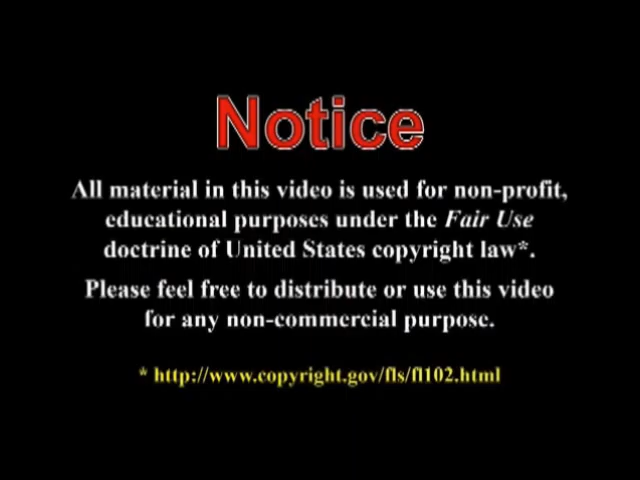 Notice
All material in this video is used for non-profit,
educational purposes under the Fair Use
doctrine of United States copyright law*.
Please feel free to distribute or use this video
for any non-commercial purpose.
* http://www.copyright.gov/fls/fl102.html